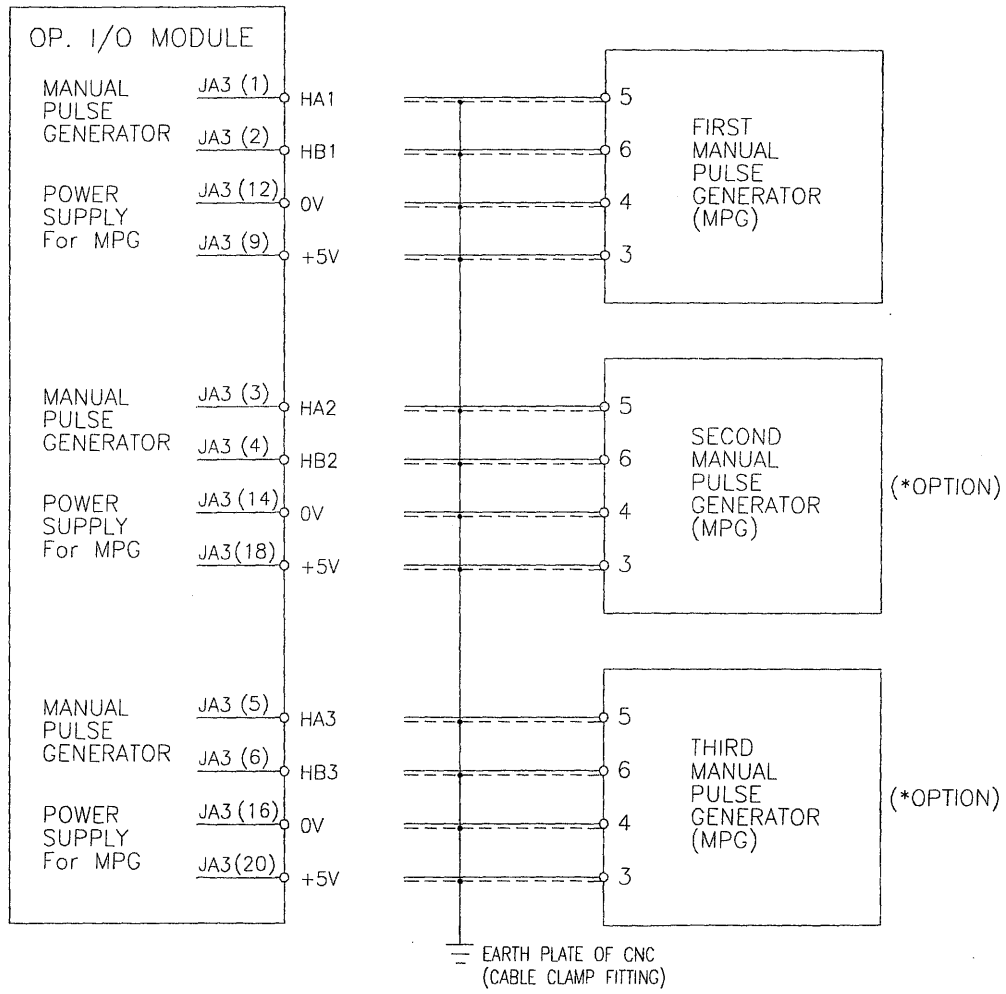 OP. I/O MODULE
MANUAL
PULSE
GENERATOR
JA3 (1)
HA1
JA3 (2)
HB1
POWER
SUPPLY
For MPG
JA3 (12)
0V
JA3 (9)
+5V
5
6
4
3
FIRST
MANUAL
PULSE
GENERATOR
(MPG)
MANUAL
PULSE
GENERATOR
JA3 (3)
HA2
JA3 (4)
HB2
POWER
SUPPLY
For MPG
JA3 (14)
0V
JA3(18)
+5V
5
6
4
3
SECOND
MANUAL
PULSE
GENERATOR
(MPG)
(*OPTION)
MANUAL
PULSE
GENERATOR
JA3 (5)
HA3
JA3 (6)
HB3
POWER
SUPPLY
For MPG
JA3 (16)
0V
JA3(20)
+5V
5
6
4
3
THIRD
MANUAL
PULSE
GENERATOR
(MPG)
(*OPTION)
EARTH PLATE OF CNC
(CABLE CLAMP FITTING)